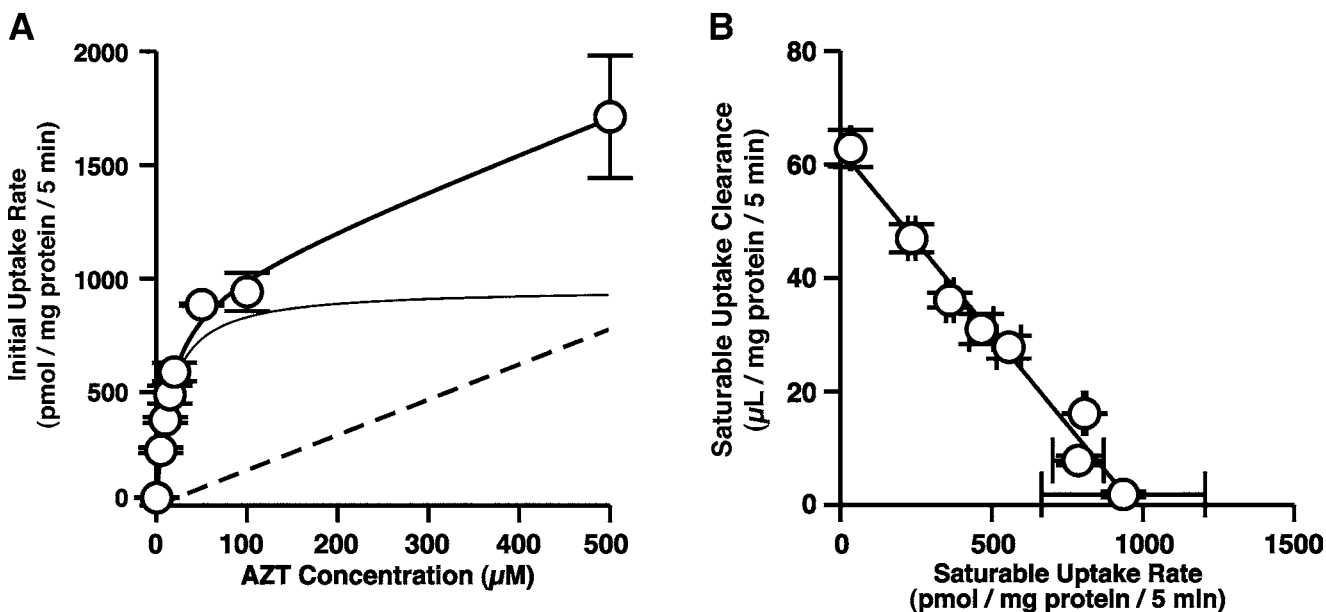 A
Initial Uptake Rate
(pmol / mg protein / 5 min)
2000
1500
1000
500
0
0 100 200 300 400 500
AZT Concentration (µM)
B
Saturable Uptake Clearance
(µL / mg protein / 5 min)
80
60
40
20
0
0 500 1000 1500
Saturable Uptake Rate
(pmol / mg protein / 5 min)